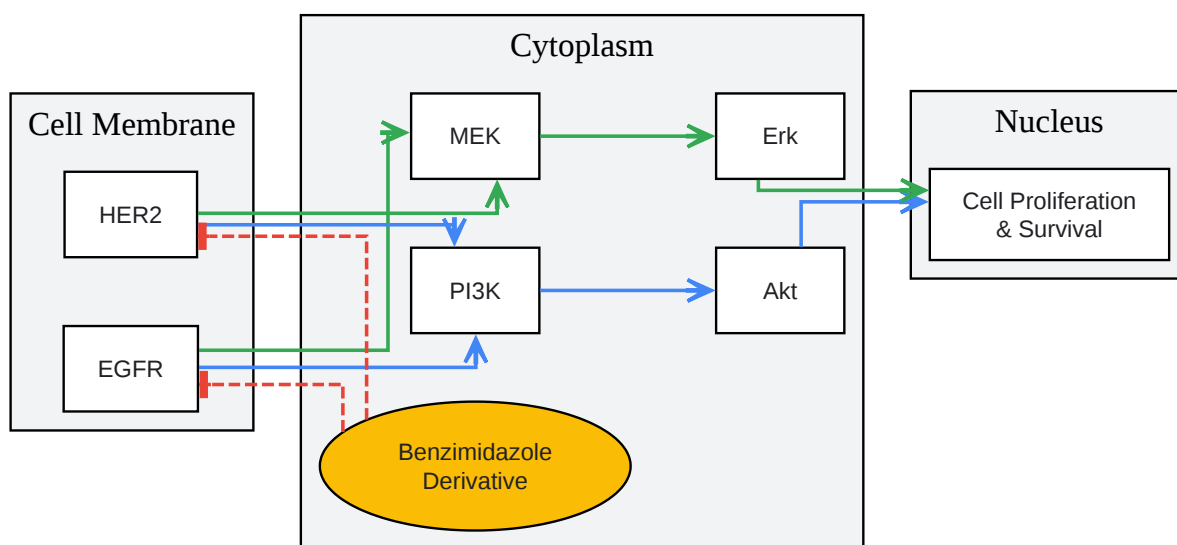 Cytoplasm
Cell Membrane
Nucleus
MEK
Erk
HER2
Cell Proliferation
& Survival
PI3K
Akt
EGFR
Benzimidazole
Derivative